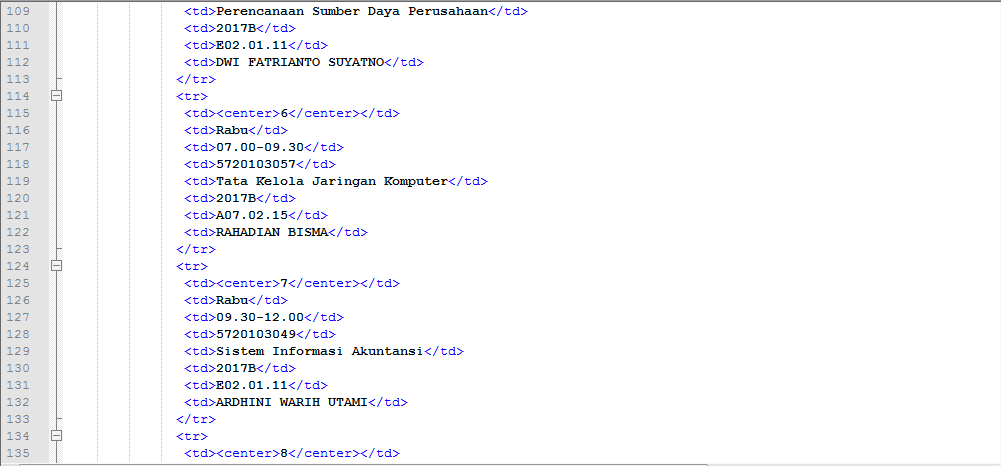 109 <td>Perencanaan Sumber Daya Perusahaan</td>
110 <td>2017B</td>
111 <td>E02.01.11</td>
112 <td>DWI FATRIANTO SUYATNO</td>
113 </tr>
114 <tr>
115 <td><center>6</center></td>
116 <td>Rabu</td>
117 <td>07.00-09.30</td>
118 <td>5720103057</td>
119 <td>Tata Kelola Jaringan Komputer</td>
120 <td>2017B</td>
121 <td>A07.02.15</td>
122 <td>RAHADIAN BISMA</td>
123 </tr>
124 <tr>
125 <td><center>7</center></td>
126 <td>Rabu</td>
127 <td>09.30-12.00</td>
128 <td>5720103049</td>
129 <td>Sistem Informasi Akuntansi</td>
130 <td>2017B</td>
131 <td>E02.01.11</td>
132 <td>ARDHINI WARIH UTAMI</td>
133 </tr>
134 <tr>
135 <td><center>8</center></td>